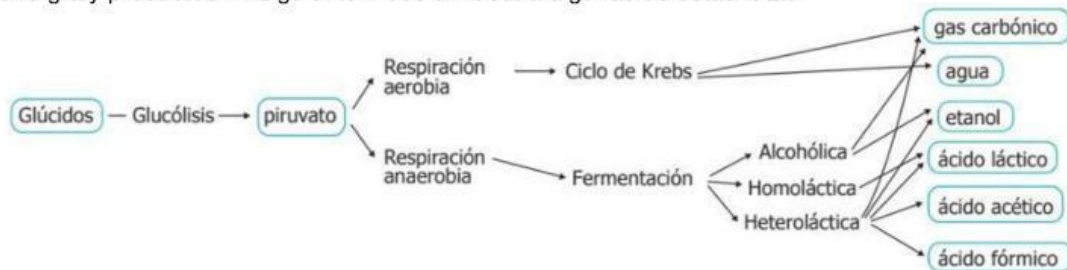 gas carbónico
Respiración
aerobia
Ciclo de Krebs
agua
Glúcidos
Glucólisis
piruvato
etanol
Respiración
anaerobia
Fermentación
Alcohólica
ácido láctico
Homoláctica
ácido acético
Heteroláctica
ácido fórmico